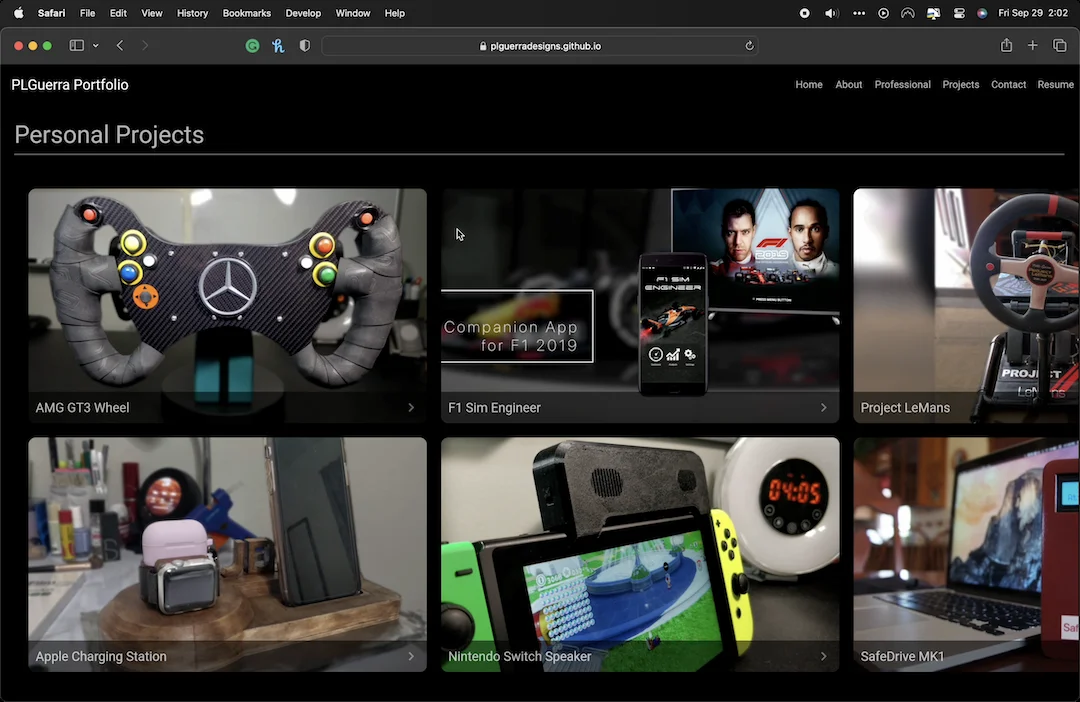 Safari File Edit View History Bookmarks Develop Window Help Fri Sep 29 2:02
plguerradesigns.github.io
PLGuerra Portfolio Home About Professional Projects Contact Resume
Personal Projects
F1
2019
PRESS MENU BUTTON
F1 SIM
ENGINEER
Companion App
for F1 2019
PROJECT
LeMans
AMG GT3 Wheel
F1 Sim Engineer
Project LeMans
04:05
Apple Charging Station
Nintendo Switch Speaker
SafeDrive MK1